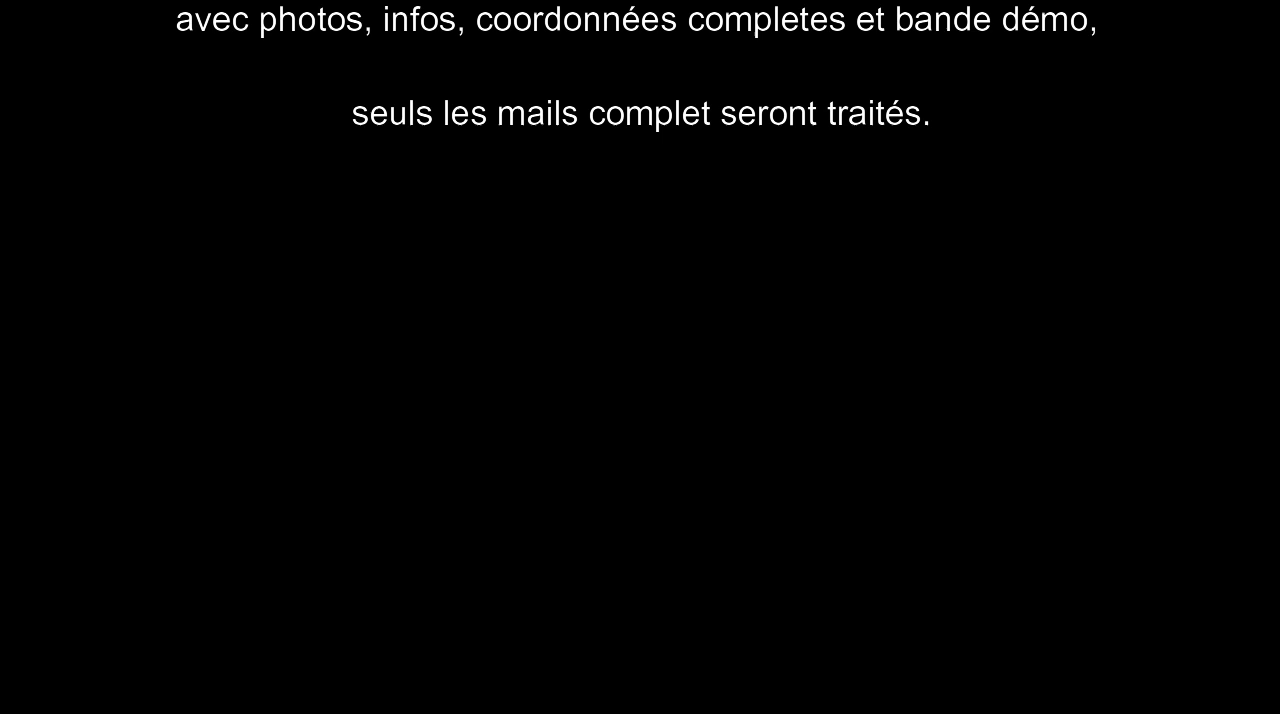 avec photos, infos, coordonnées completes et bande démo,
seuls les mails complet seront traités.